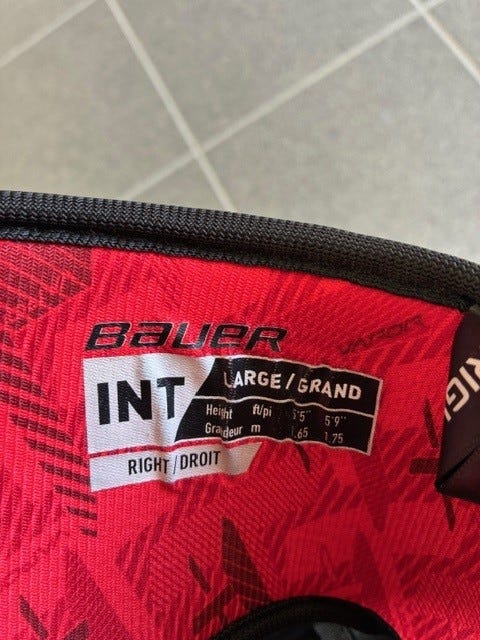 BAUER VAPOR
INT LARGE / GRAND
Height ft/pi 5'5" 5'9"
Grandeur m 1.65 1.75
RIGHT / DROIT
RIG